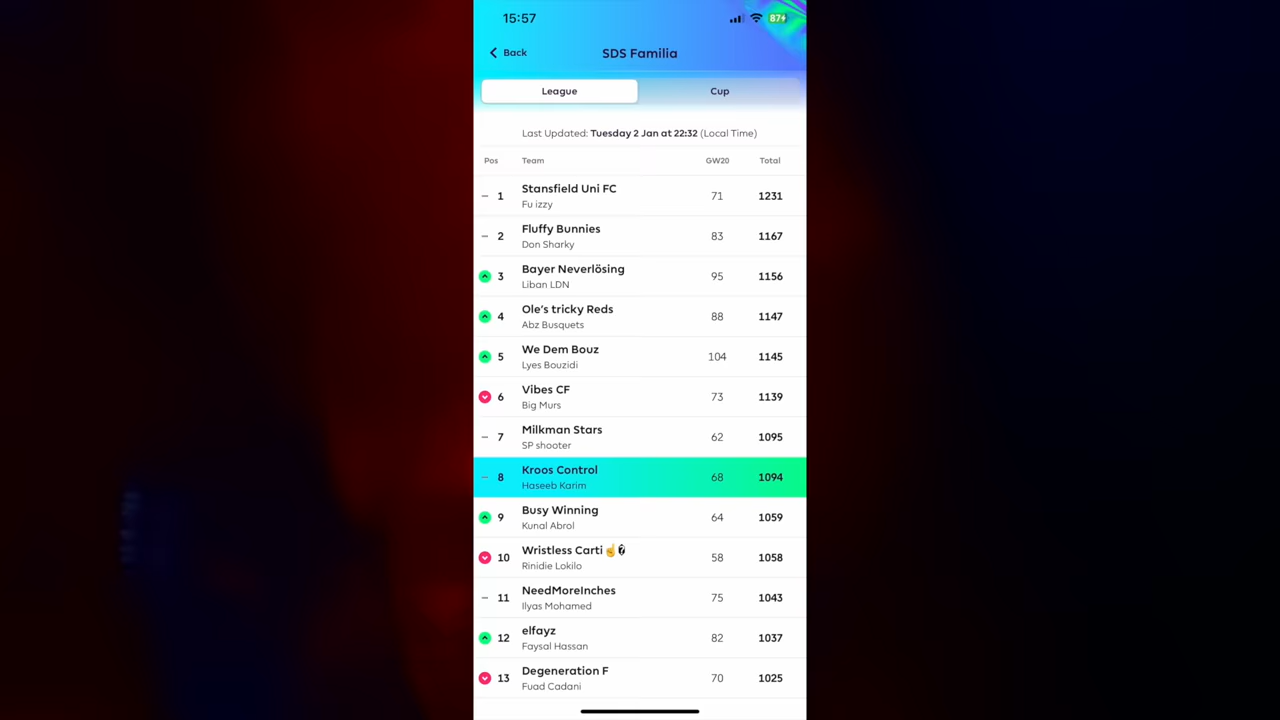 15:57
87
Back
SDS Familia
League
Cup
Last Updated: Tuesday 2 Jan at 22:32 (Local Time)
Pos Team GW20 Total
1 Stansfield Uni FC 71 1231
Fu izzy
2 Fluffy Bunnies 83 1167
Don Sharky
3 Bayer Neverlösing 95 1156
Liban LDN
4 Ole's tricky Reds 88 1147
Abz Busquets
5 We Dem Bouz 104 1145
Lyes Bouzidi
6 Vibes CF 73 1139
Big Murs
7 Milkman Stars 62 1095
SP shooter
8 Kroos Control 68 1094
Haseeb Karim
9 Busy Winning 64 1059
Kunal Abrol
10 Wristless Carti☝️� 58 1058
Rinidie Lokilo
11 NeedMoreInches 75 1043
Ilyas Mohamed
12 elfayz 82 1037
Faysal Hassan
13 Degeneration F 70 1025
Fuad Cadani